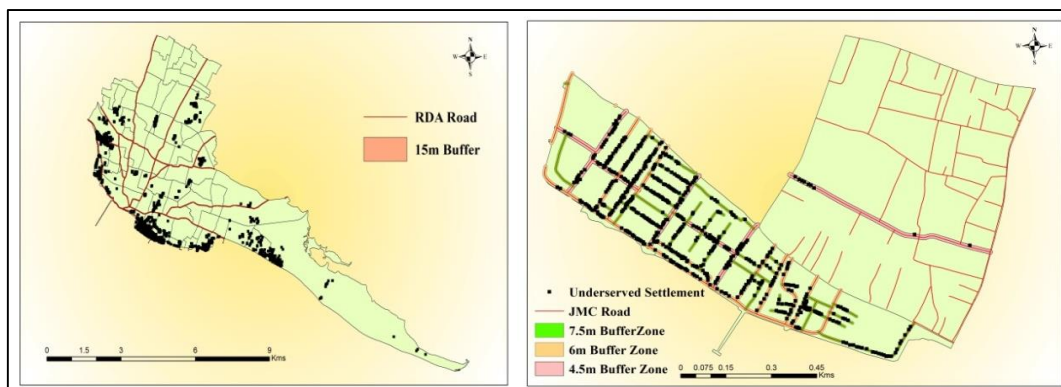 N
W E
S
RDA Road
15m Buffer
0 1.5 3 6 9
Kms
N
W E
S
Underserved Settlement
JMC Road
7.5m BufferZone
6m Buffer Zone
4.5m Buffer Zone
0 0.075 0.15 0.3 0.45
Kms